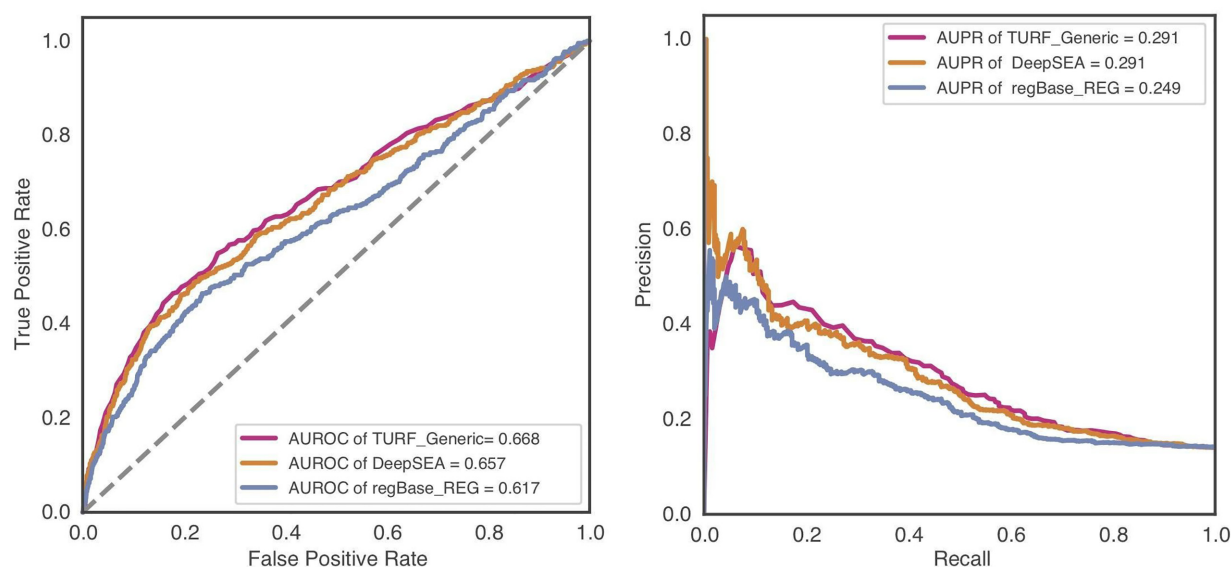 1.0
0.8
0.6
0.4
0.2
0.0
True Positive Rate
0.0 0.2 0.4 0.6 0.8 1.0
False Positive Rate
AUROC of TURF_Generic= 0.668
AUROC of DeepSEA = 0.657
AUROC of regBase_REG = 0.617
1.0
0.8
0.6
0.4
0.2
0.0
Precision
0.0 0.2 0.4 0.6 0.8 1.0
Recall
AUPR of TURF_Generic = 0.291
AUPR of DeepSEA = 0.291
AUPR of regBase_REG = 0.249